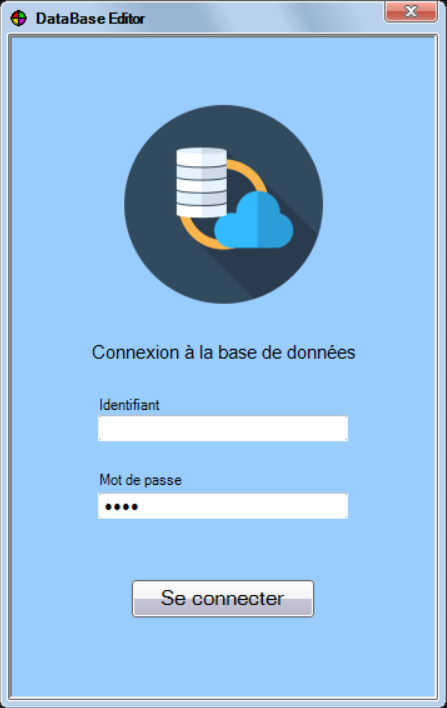 DataBase Editor
Connexion à la base de données
Identifiant
Mot de passe
••••
Se connecter